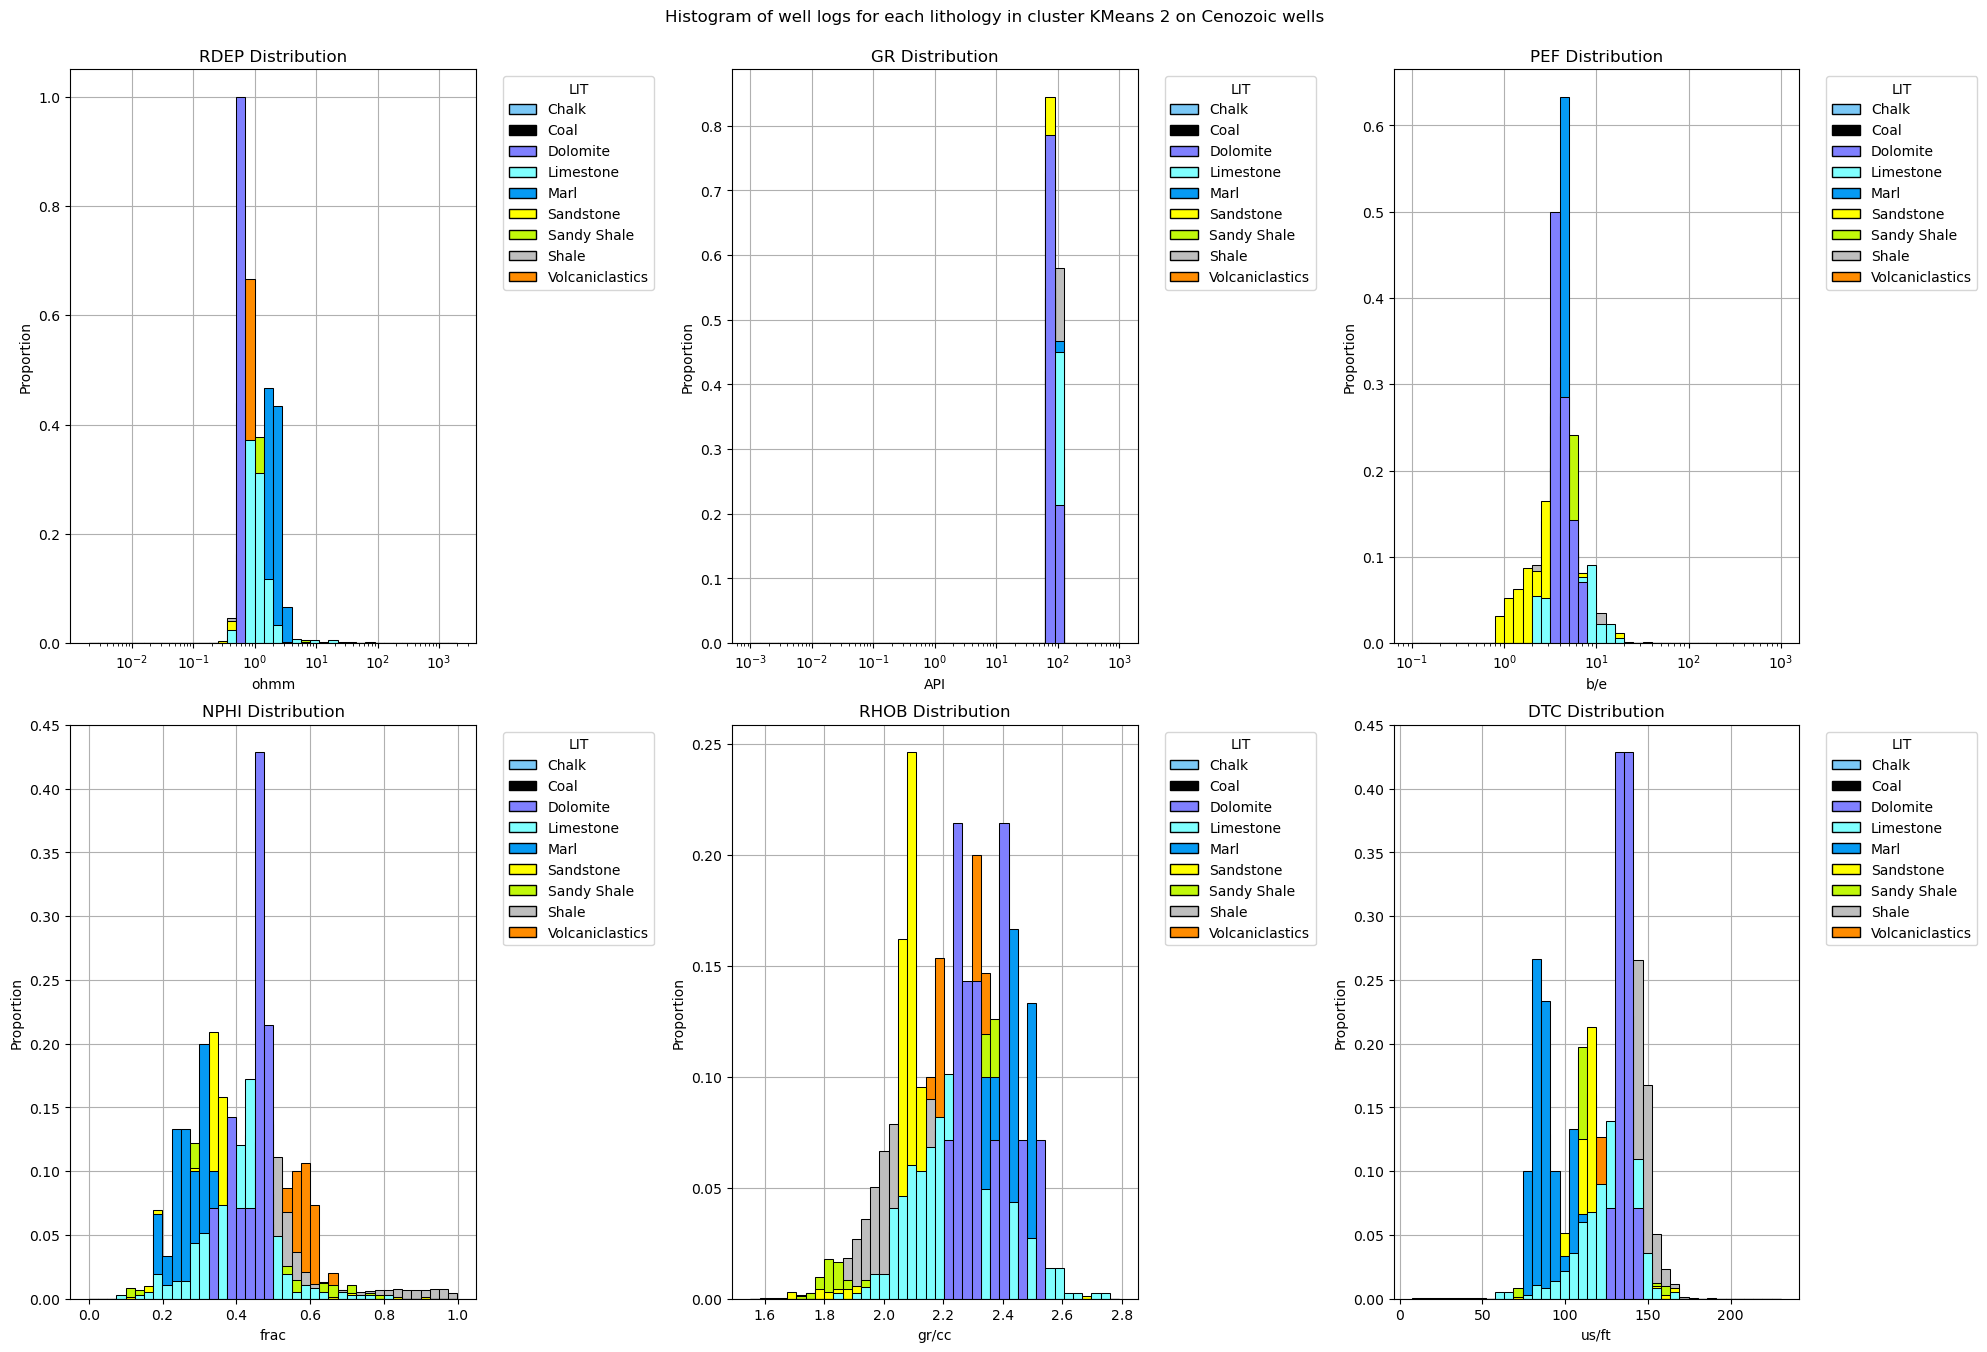 Histogram of well logs for each lithology in cluster KMeans 2 on Cenozoic wells
RDEP Distribution
Proportion
1.0
0.8
0.6
0.4
0.2
0.0
10⁻²
10⁻¹
10⁰
10¹
10²
10³
ohmm
LIT
Chalk
Coal
Dolomite
Limestone
Marl
Sandstone
Sandy Shale
Shale
Volcaniclastics
GR Distribution
Proportion
0.8
0.7
0.6
0.5
0.4
0.3
0.2
0.1
0.0
10⁻³
10⁻²
10⁻¹
10⁰
10¹
10²
10³
API
LIT
Chalk
Coal
Dolomite
Limestone
Marl
Sandstone
Sandy Shale
Shale
Volcaniclastics
PEF Distribution
Proportion
0.6
0.5
0.4
0.3
0.2
0.1
0.0
10⁻¹
10⁰
10¹
10²
10³
b/e
LIT
Chalk
Coal
Dolomite
Limestone
Marl
Sandstone
Sandy Shale
Shale
Volcaniclastics
NPHI Distribution
Proportion
0.45
0.40
0.35
0.30
0.25
0.20
0.15
0.10
0.05
0.00
0.0
0.2
0.4
0.6
0.8
1.0
frac
LIT
Chalk
Coal
Dolomite
Limestone
Marl
Sandstone
Sandy Shale
Shale
Volcaniclastics
RHOB Distribution
Proportion
0.25
0.20
0.15
0.10
0.05
0.00
1.6
1.8
2.0
2.2
2.4
2.6
2.8
gr/cc
LIT
Chalk
Coal
Dolomite
Limestone
Marl
Sandstone
Sandy Shale
Shale
Volcaniclastics
DTC Distribution
Proportion
0.45
0.40
0.35
0.30
0.25
0.20
0.15
0.10
0.05
0.00
0
50
100
150
200
us/ft
LIT
Chalk
Coal
Dolomite
Limestone
Marl
Sandstone
Sandy Shale
Shale
Volcaniclastics